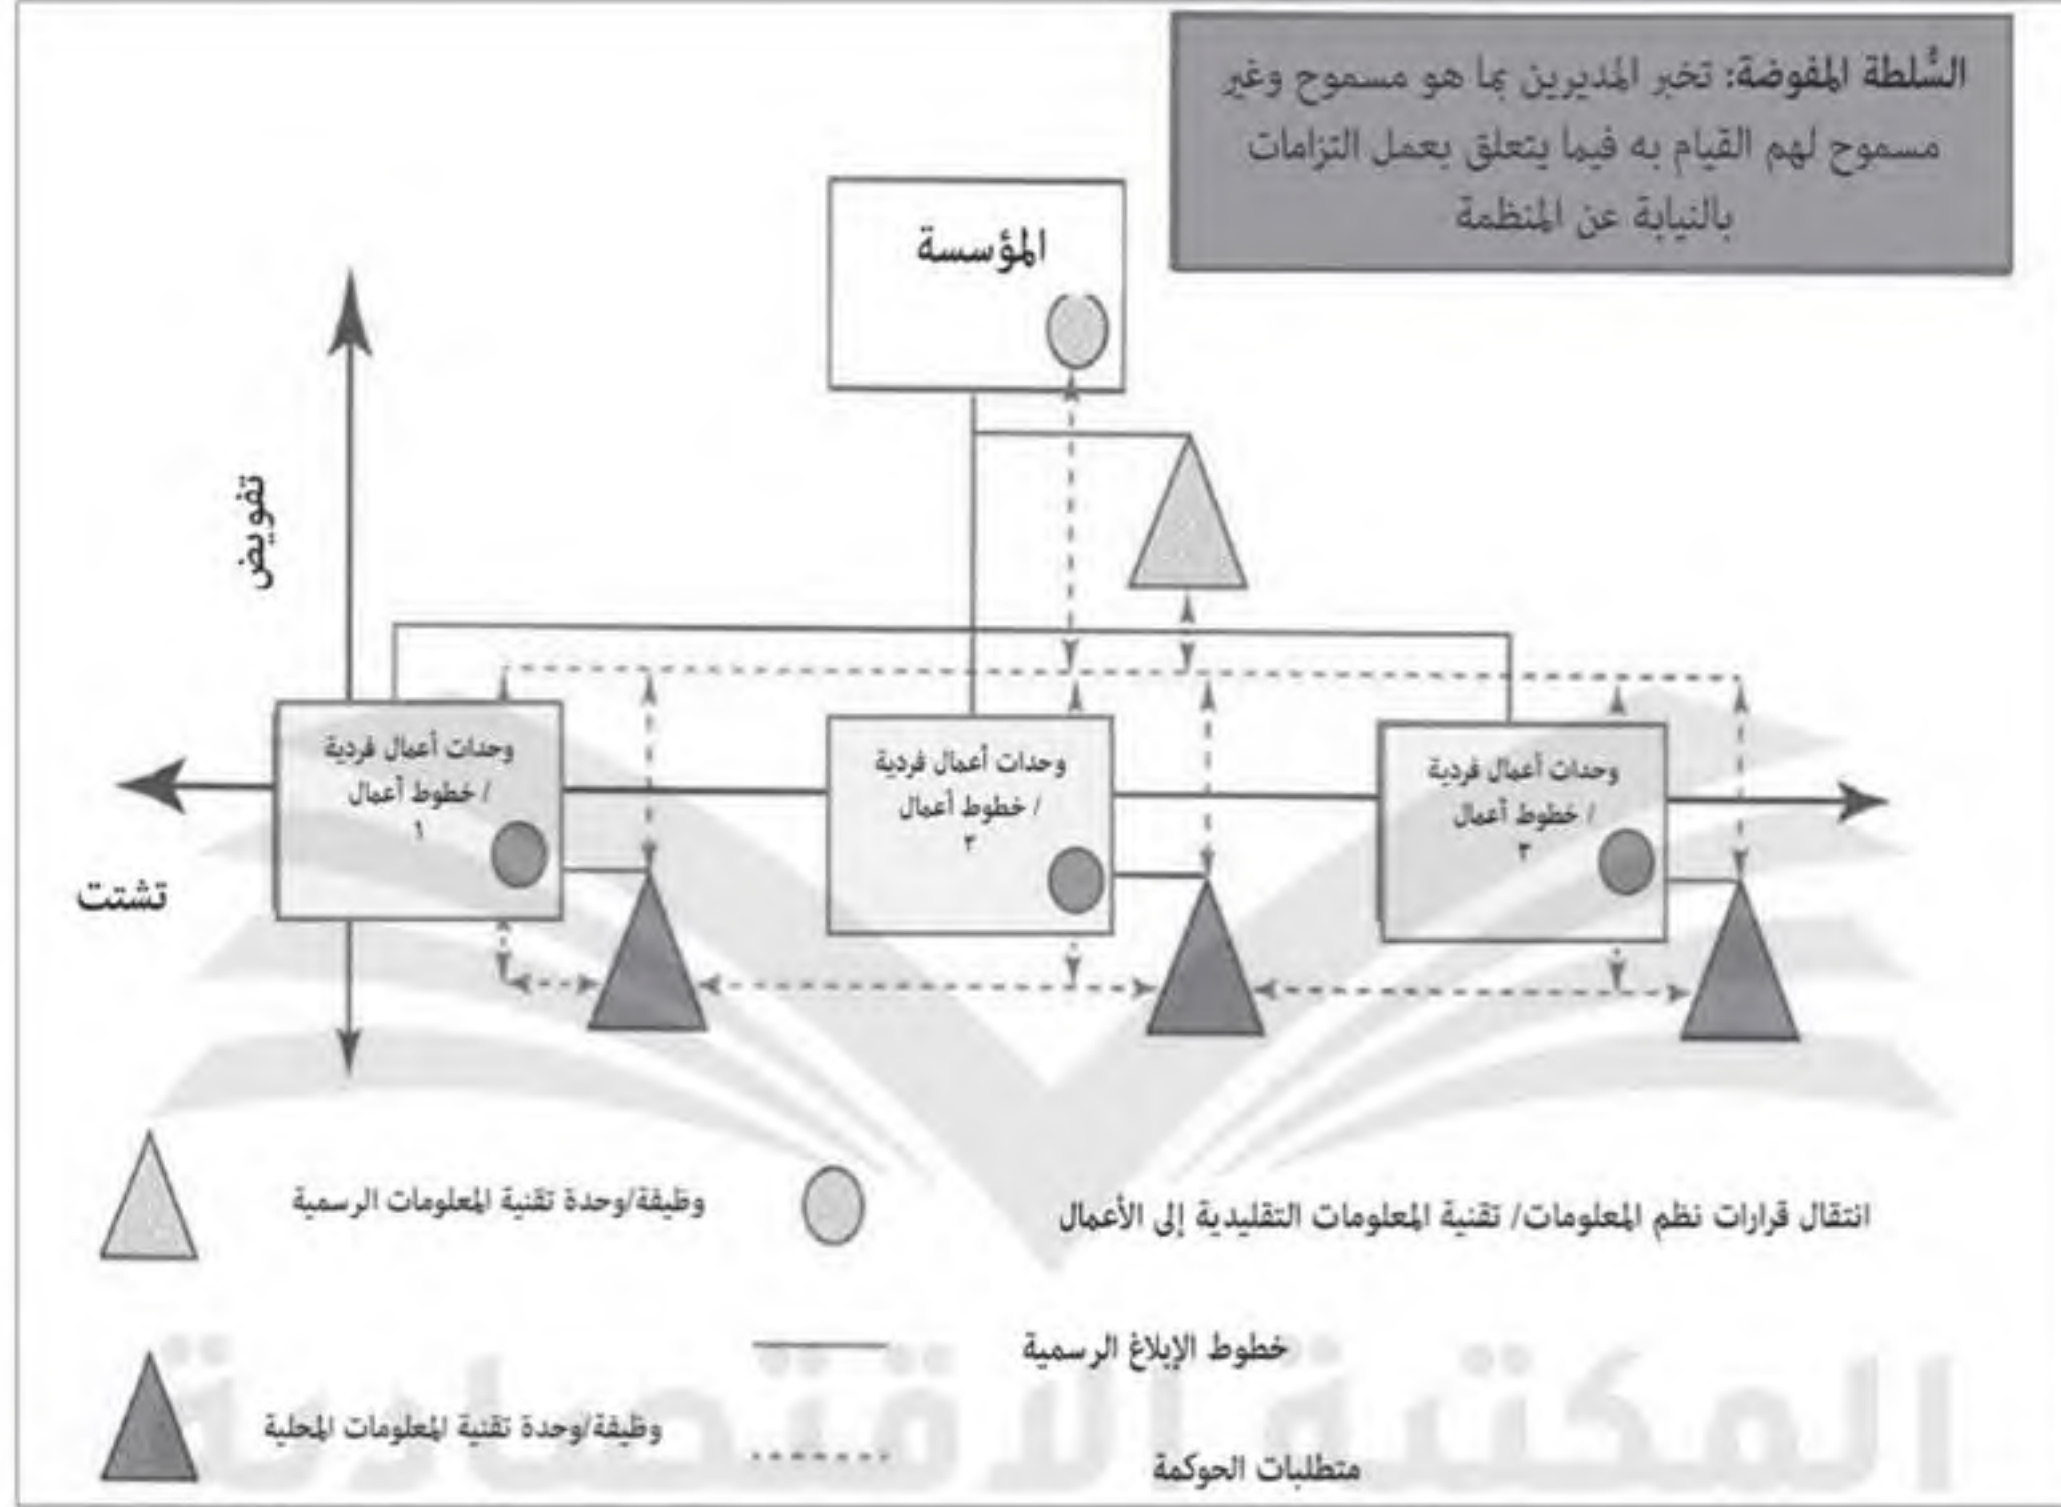 السُّلطة المفوضة: تخبر المديرين بما هو مسموح وغير
مسموح لهم القيام به فيما يتعلق بعمل التزامات
بالنيابة عن المنظمة
المؤسسة
تفويض
وحدات أعمال فردية
/ خطوط أعمال
١
وحدات أعمال فردية
/ خطوط أعمال
٢
وحدات أعمال فردية
/ خطوط أعمال
٣
تشتت
وظيفة/وحدة تقنية المعلومات الرسمية
انتقال قرارات نظم المعلومات/ تقنية المعلومات التقليدية إلى الأعمال
خطوط الإبلاغ الرسمية
وظيفة/وحدة تقنية المعلومات المحلية
متطلبات الحوكمة
المكتبة الاقتصادية